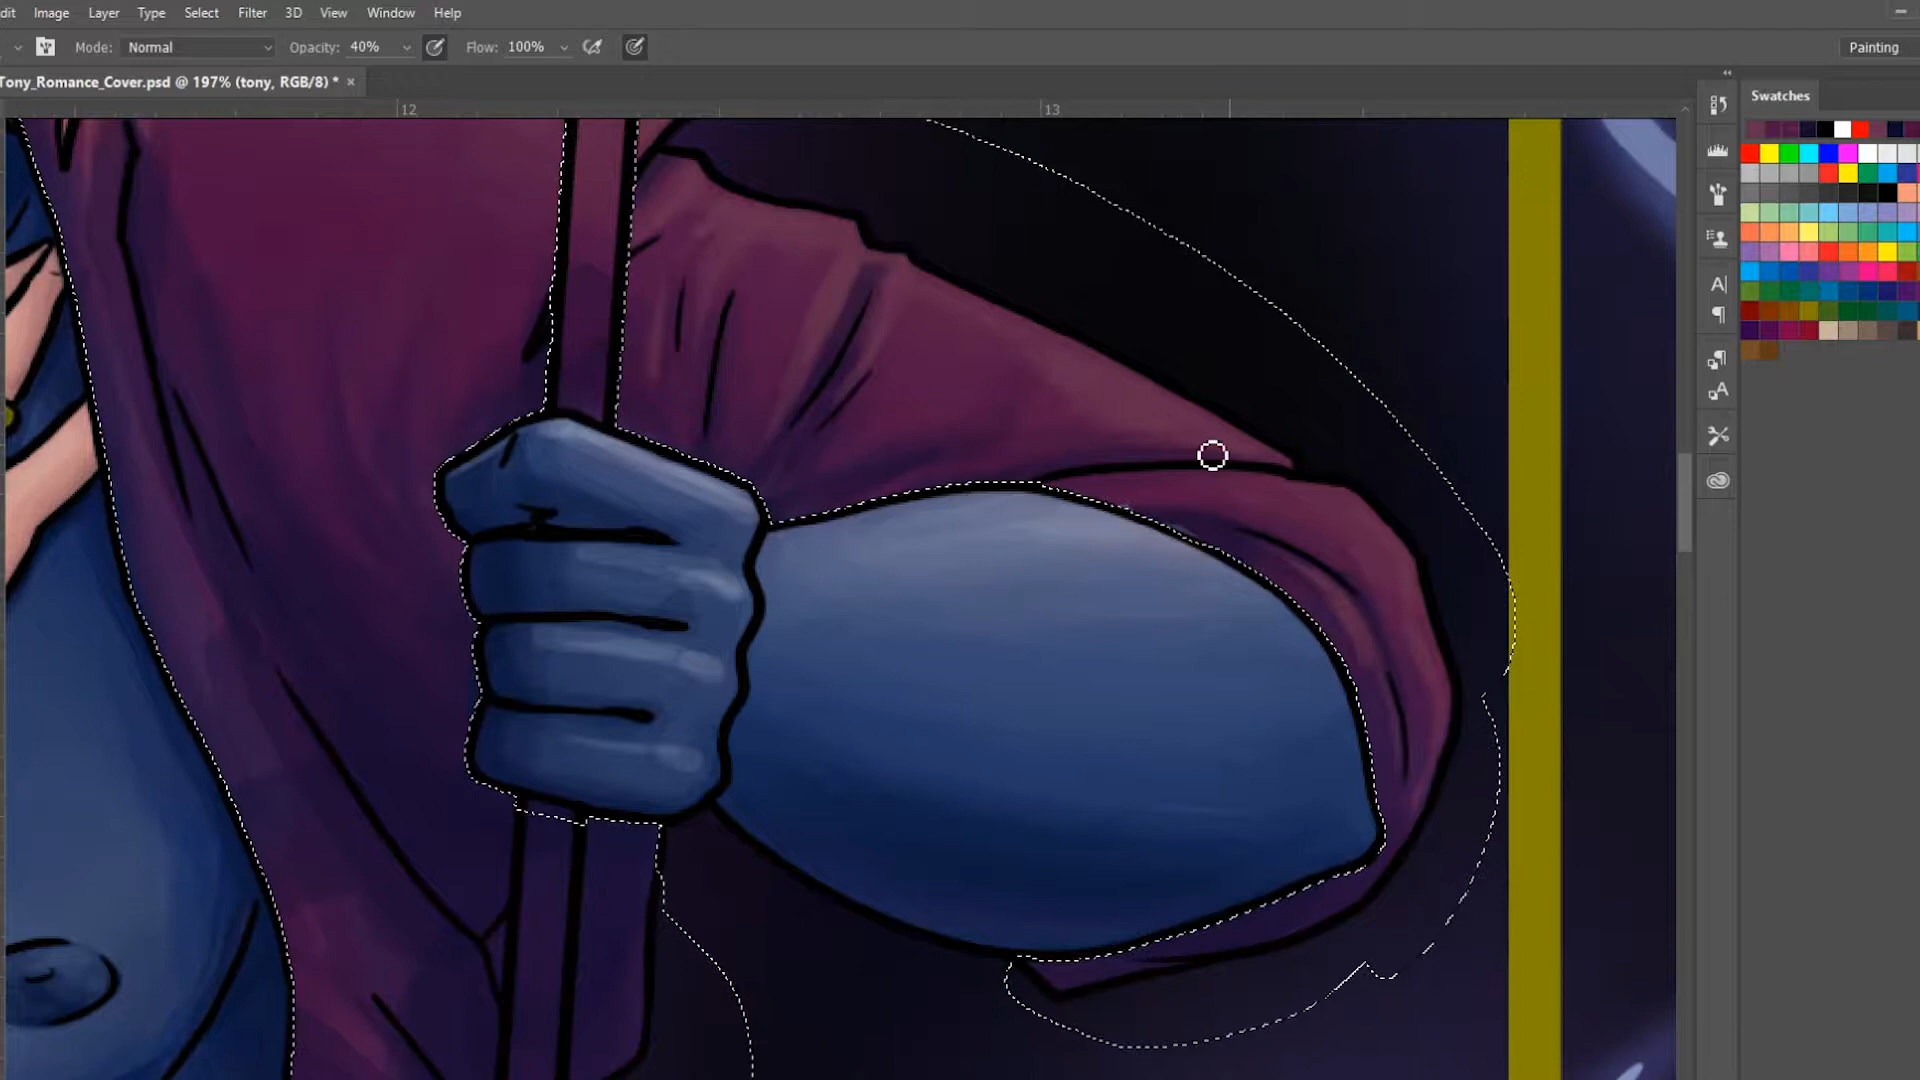 dit Image Layer Type Select Filter 3D View Window Help
Mode: Normal Opacity: 40% Flow: 100% Painting
Tony_Romance_Cover.psd @ 197% (tony, RGB/8) * ×
12 13
Swatches